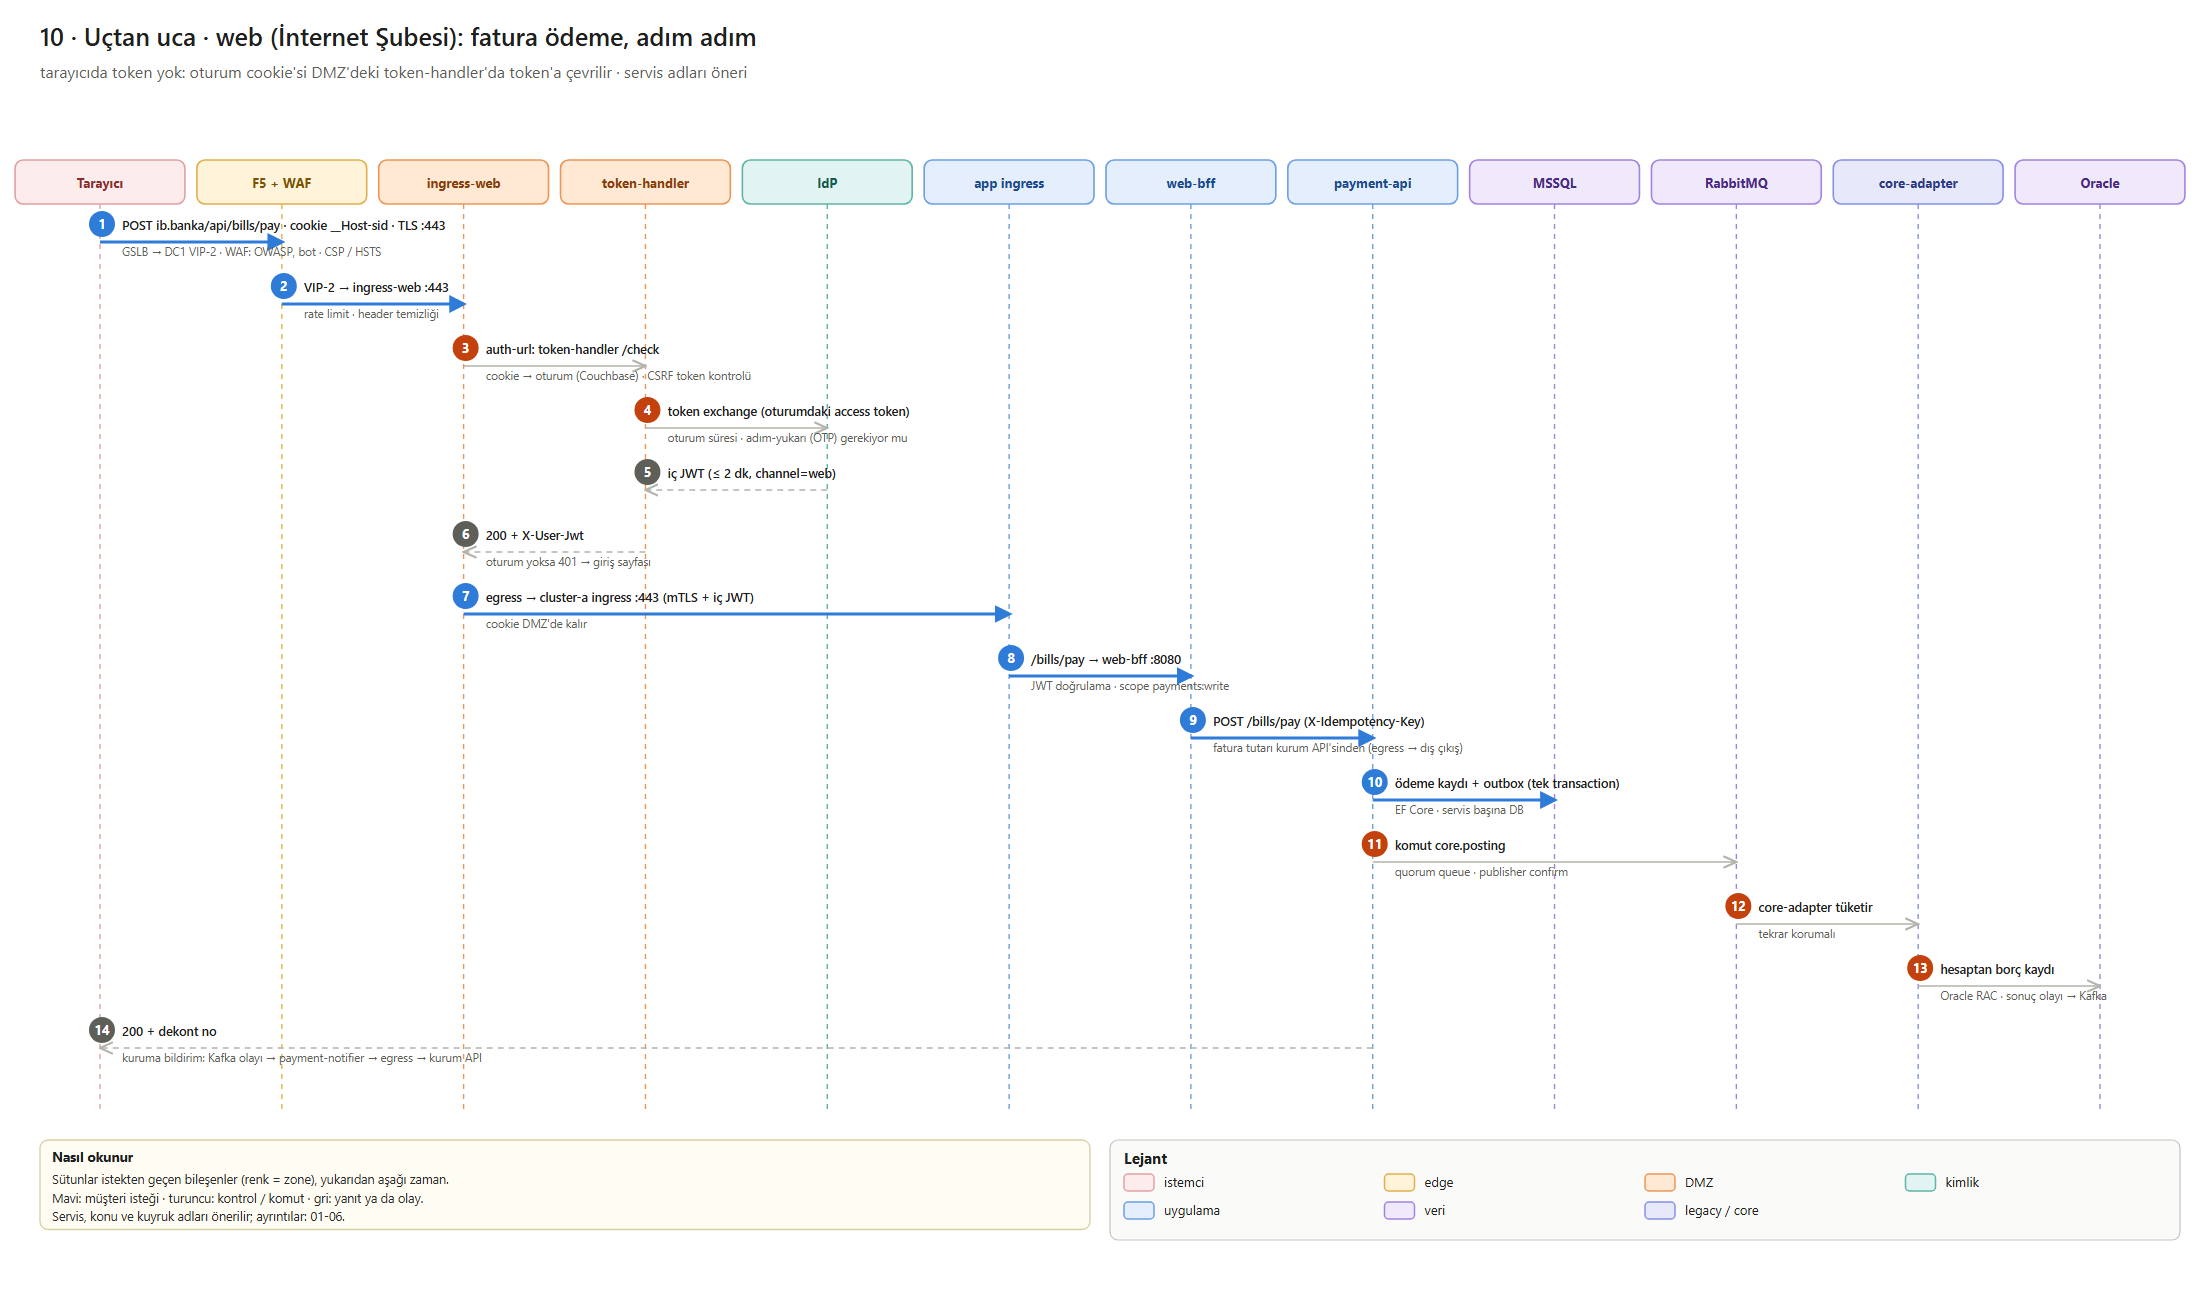 10 · Uçtan uca · web (İnternet Şubesi): fatura ödeme, adım adım
tarayıcıda token yok: oturum cookie'si DMZ'deki token-handler'da token'a çevrilir · servis adları öneri
Tarayıcı
F5 + WAF
ingress-web
token-handler
IdP
app ingress
web-bff
payment-api
MSSQL
RabbitMQ
core-adapter
Oracle
1
POST ib.banka/api/bills/pay · cookie __Host-sid · TLS :443
GSLB → DC1 VIP-2 · WAF: OWASP, bot · CSP / HSTS
2
VIP-2 → ingress-web :443
rate limit · header temizliği
3
auth-url: token-handler /check
cookie → oturum (Couchbase) · CSRF token kontrolü
4
token exchange (oturumdaki access token)
oturum süresi · adım-yukarı (OTP) gerekiyor mu
5
iç JWT (≤ 2 dk, channel=web)
6
200 + X-User-Jwt
oturum yoksa 401 → giriş sayfası
7
egress → cluster-a ingress :443 (mTLS + iç JWT)
cookie DMZ'de kalır
8
/bills/pay → web-bff :8080
JWT doğrulama · scope payments:write
9
POST /bills/pay (X-Idempotency-Key)
fatura tutarı kurum API'sinden (egress → dış çıkış)
10
ödeme kaydı + outbox (tek transaction)
EF Core · servis başına DB
11
komut core.posting
quorum queue · publisher confirm
12
core-adapter tüketir
tekrar korumalı
13
hesaptan borç kaydı
Oracle RAC · sonuç olayı → Kafka
14
200 + dekont no
kuruma bildirim: Kafka olayı → payment-notifier → egress → kurum API
Nasıl okunur
Sütunlar istekten geçen bileşenler (renk = zone), yukarıdan aşağı zaman.
Mavi: müşteri isteği · turuncu: kontrol / komut · gri: yanıt ya da olay.
Servis, konu ve kuyruk adları önerilir; ayrıntılar: 01-06.
Lejant
istemci
edge
DMZ
kimlik
uygulama
veri
legacy / core